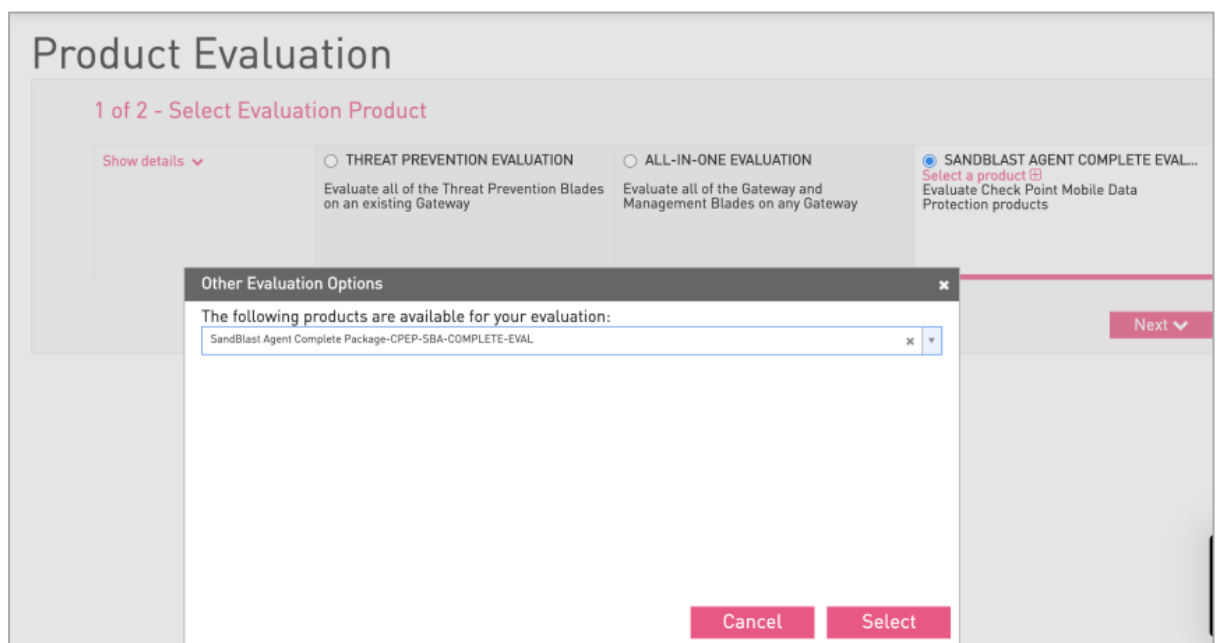 Product Evaluation
1 of 2 - Select Evaluation Product
Show details
THREAT PREVENTION EVALUATION
Evaluate all of the Threat Prevention Blades
on an existing Gateway
ALL-IN-ONE EVALUATION
Evaluate all of the Gateway and
Management Blades on any Gateway
SANDBLAST AGENT COMPLETE EVAL...
Select a product
Evaluate Check Point Mobile Data
Protection products
Other Evaluation Options
The following products are available for your evaluation:
SandBlast Agent Complete Package-CPEP-SBA-COMPLETE-EVAL
Next
Cancel
Select